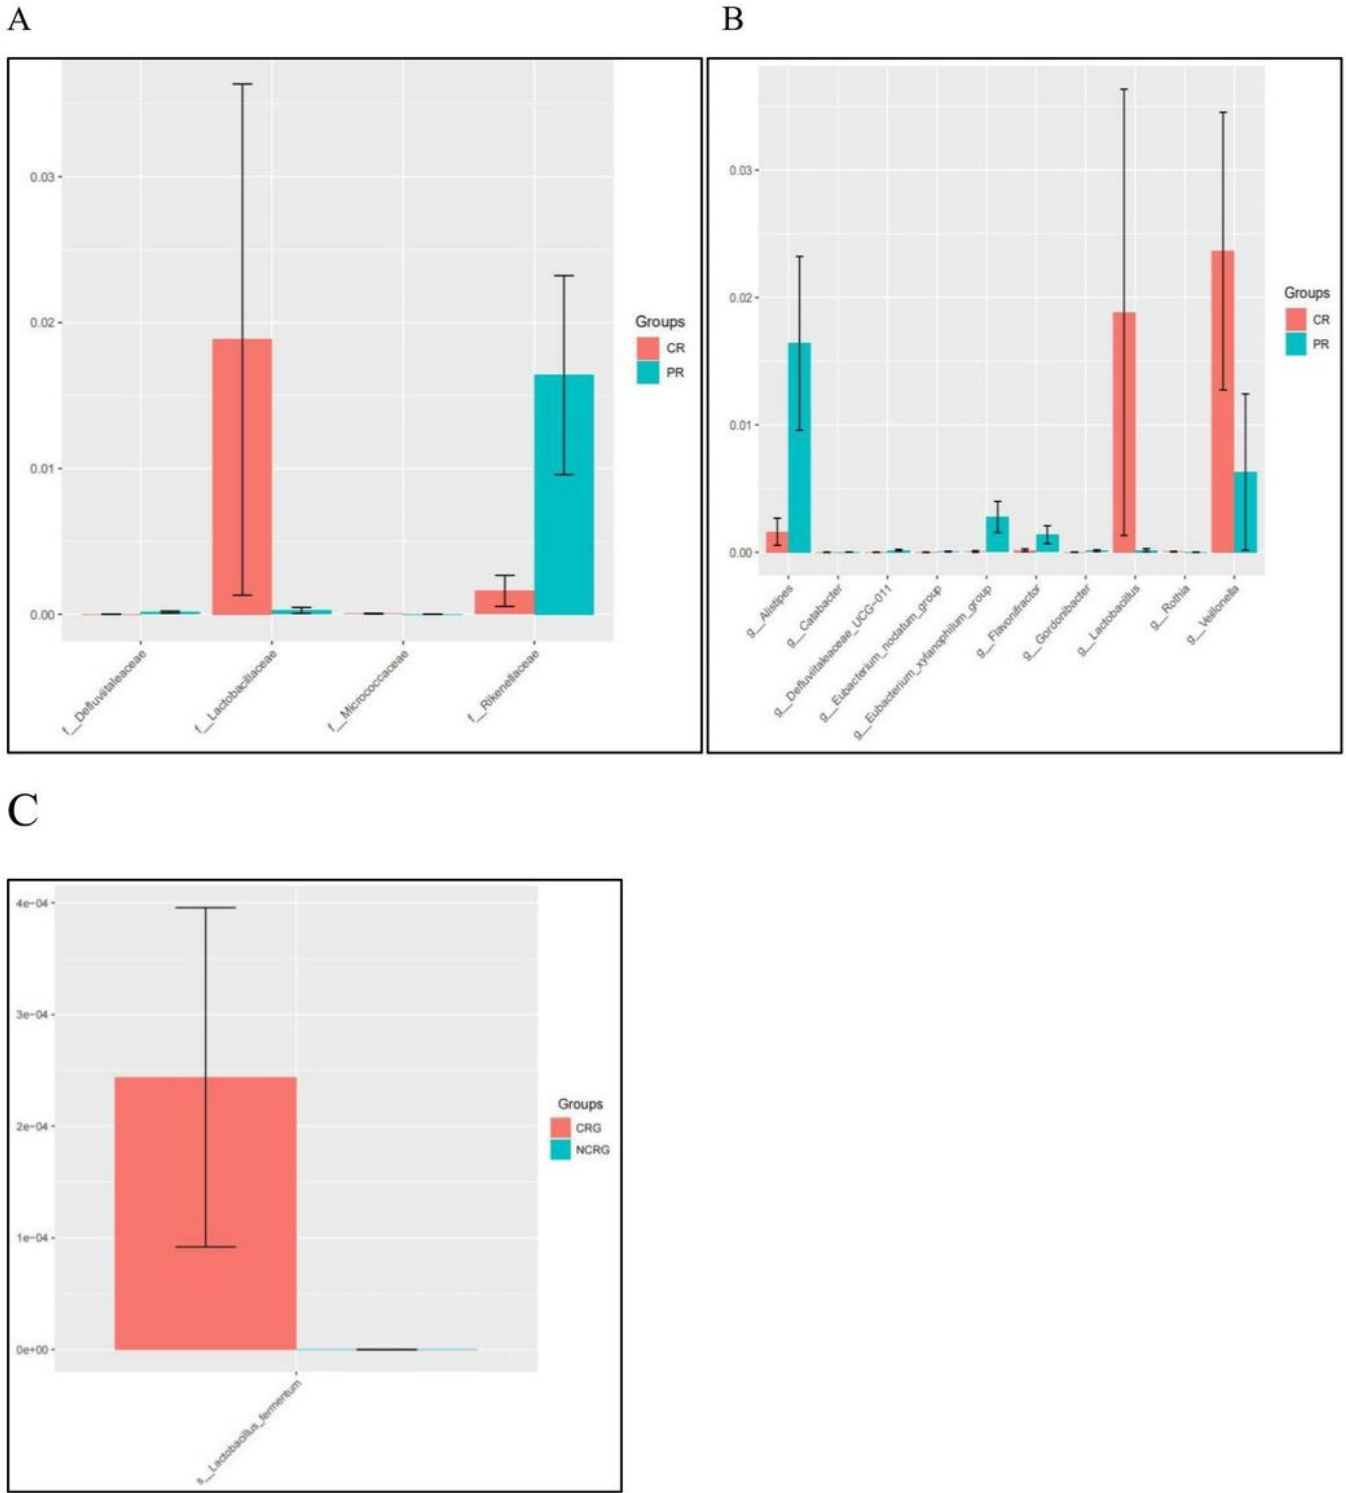 A
B
0.03
0.02
0.01
0.00
f__Defluviitaleaceae
f__Lactobacillaceae
f__Micrococcaceae
f__Rikenellaceae
Groups
CR
PR
0.03
0.02
0.01
0.00
g__Alistipes
g__Catabacter
g__Defluviitaleaceae_UCG-011
g__Eubacterium_nodatum_group
g__Eubacterium_xylanophilum_group
g__Flavonifractor
g__Gordonibacter
g__Lactobacillus
g__Rothia
g__Veillonella
Groups
CR
PR
C
4e-04
3e-04
2e-04
1e-04
0e+00
s__Lactobacillus_fermentum
Groups
CRG
NCRG